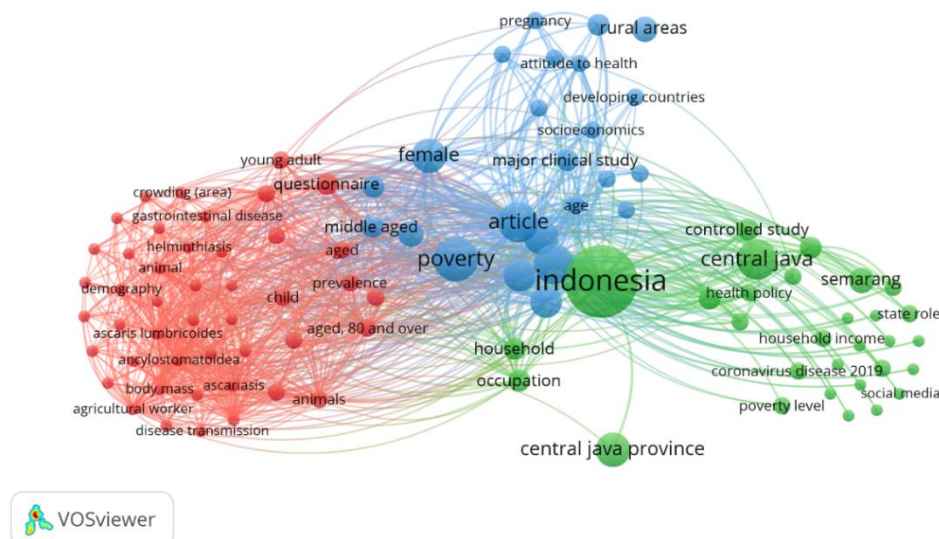 pregnancy
rural areas
attitude to health
developing countries
socioeconomics
young adult
female
major clinical study
crowding (area)
questionnaire
age
gastrointestinal disease
middle aged
article
controlled study
helminthiasis
aged
animal
poverty
central java
demography
prevalence
indonesia
semarang
child
health policy
ascaris lumbricoides
aged, 80 and over
state role
household
household income
ancylostomatoidea
occupation
coronavirus disease 2019
body mass
ascariasis
animals
social media
agricultural worker
poverty level
disease transmission
central java province
VOSviewer